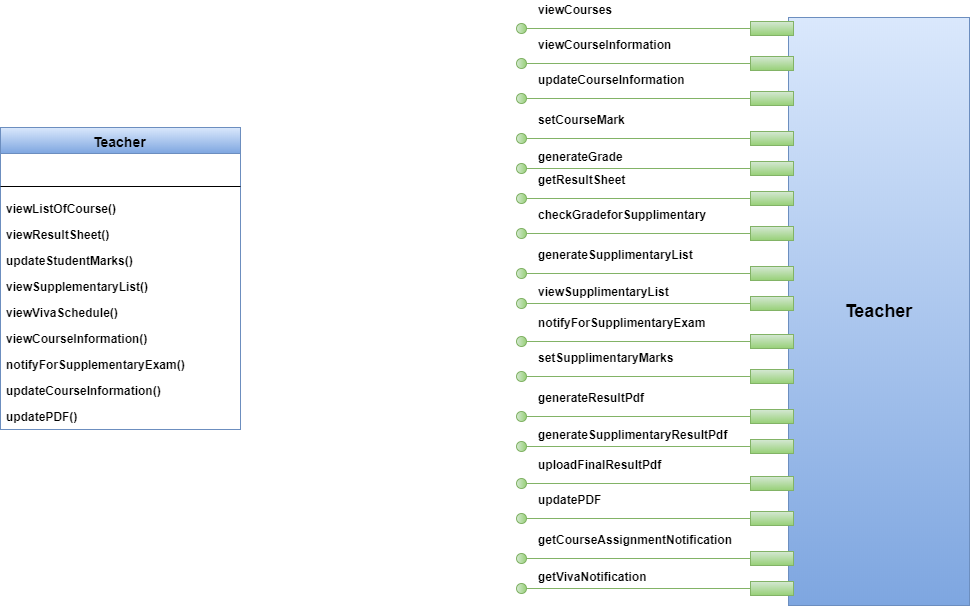 Teacher
viewListOfCourse()
viewResultSheet()
updateStudentMarks()
viewSupplementaryList()
viewVivaSchedule()
viewCourseInformation()
notifyForSupplementaryExam()
updateCourseInformation()
updatePDF()
viewCourses
viewCourseInformation
updateCourseInformation
setCourseMark
generateGrade
getResultSheet
checkGradeforSupplimentary
generateSupplimentaryList
viewSupplimentaryList
notifyForSupplimentaryExam
setSupplimentaryMarks
generateResultPdf
generateSupplimentaryResultPdf
uploadFinalResultPdf
updatePDF
getCourseAssignmentNotification
getVivaNotification
Teacher